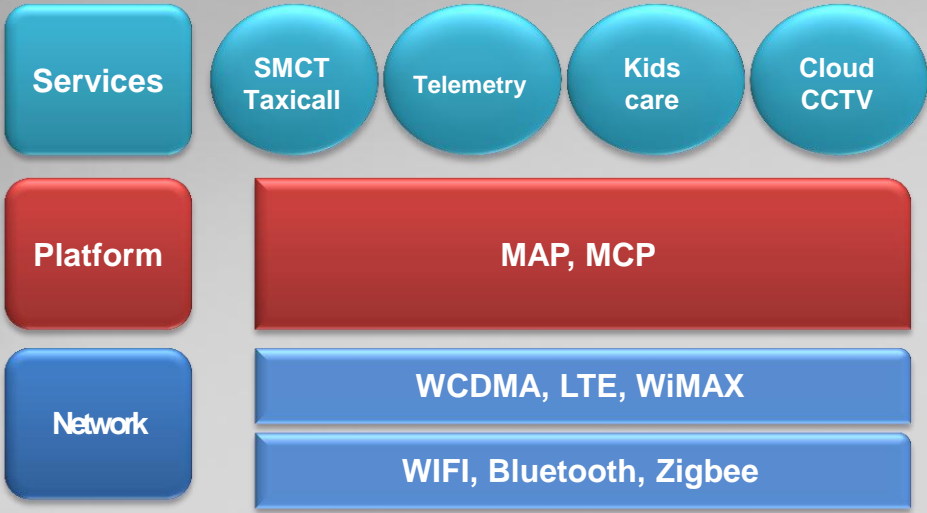 Services
SMCT
Taxicall
Telemetry
Kids
care
Cloud
CCTV
Platform
MAP, MCP
Network
WCDMA, LTE, WiMAX
WIFI, Bluetooth, Zigbee